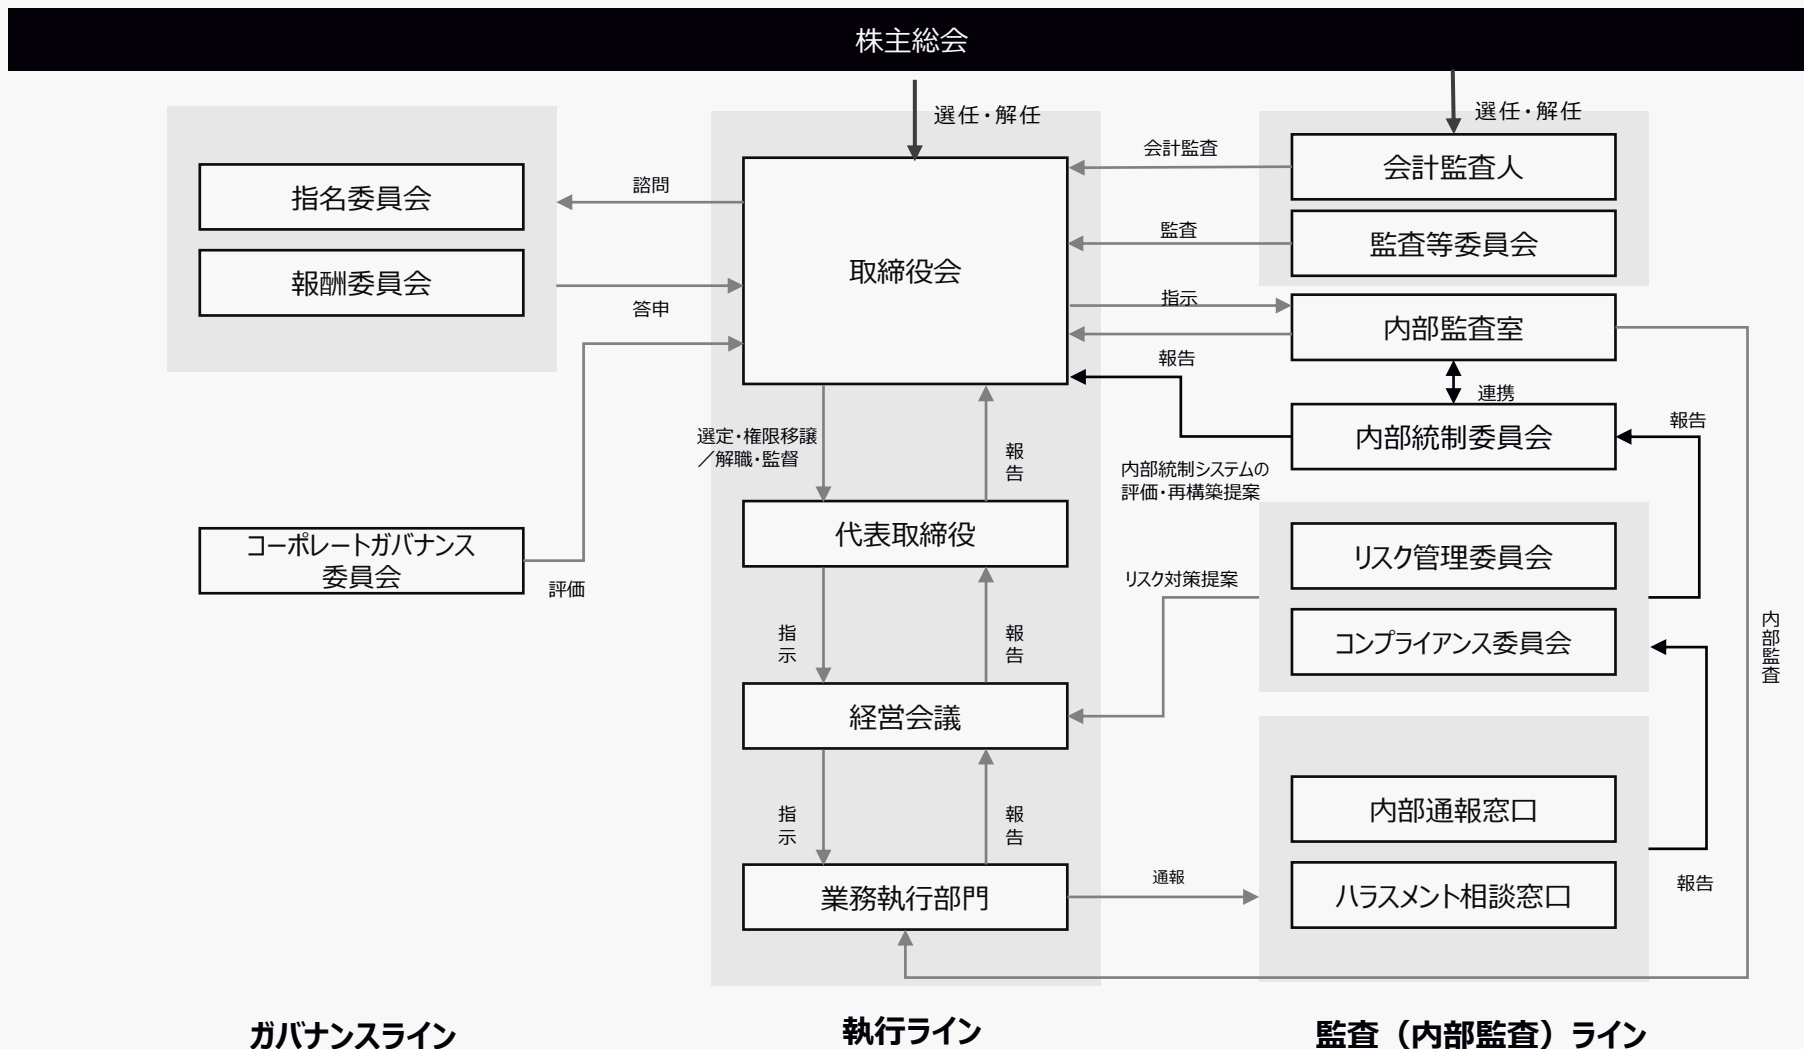 株主総会
選任・解任
選任・解任
指名委員会
報酬委員会
諮問
答申
取締役会
会計監査
監査
指示
報告
会計監査人
監査等委員会
内部監査室
連携
内部統制委員会
報告
選定・権限移譲
／解職・監督
報告
内部統制システムの
評価・再構築提案
コーポレートガバナンス
委員会
評価
代表取締役
リスク対策提案
リスク管理委員会
コンプライアンス委員会
内部監査
指示
報告
経営会議
指示
報告
業務執行部門
通報
内部通報窓口
ハラスメント相談窓口
報告
ガバナンスライン
執行ライン
監査（内部監査）ライン